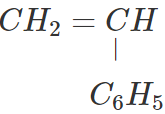 CH₂ = CH
|
C₆H₅